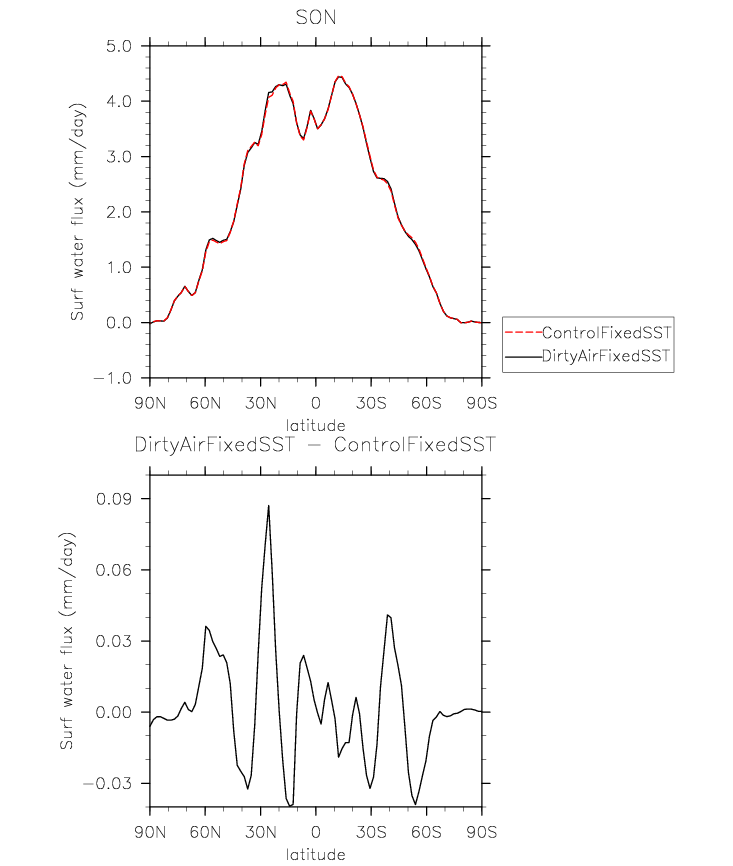 SON
5.0
4.0
3.0
2.0
1.0
0.0
−1.0
Surf water flux (mm/day)
90N 60N 30N 0 30S 60S 90S
latitude
ControlFixedSST
DirtyAirFixedSST
DirtyAirFixedSST − ControlFixedSST
0.09
0.06
0.03
0.00
−0.03
Surf water flux (mm/day)
90N 60N 30N 0 30S 60S 90S
latitude